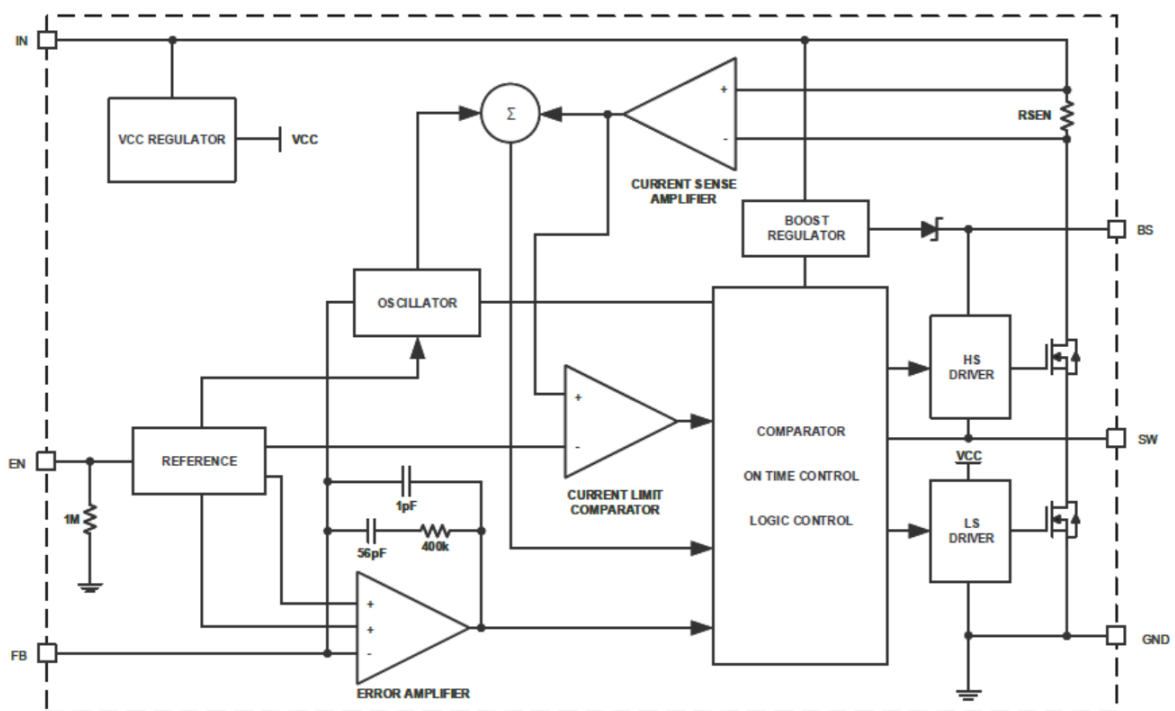 IN
Σ
+
RSEN
VCC REGULATOR
VCC
-
CURRENT SENSE
AMPLIFIER
BOOST
REGULATOR
BS
OSCILLATOR
HS
DRIVER
+
COMPARATOR
SW
EN
REFERENCE
-
VCC
1pF
CURRENT LIMIT
COMPARATOR
ON TIME CONTROL
1M
56pF
400k
LOGIC CONTROL
LS
DRIVER
+
+
-
FB
GND
ERROR AMPLIFIER